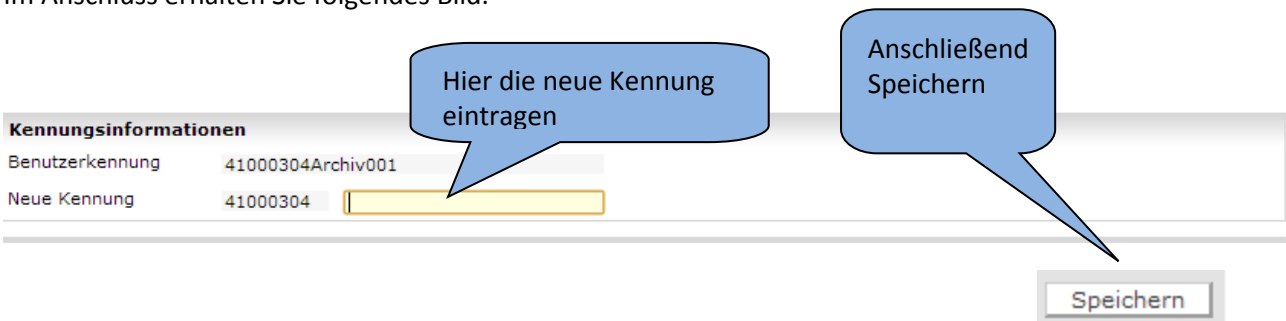 Im Anschluss erhalten Sie folgendes Bild:
Hier die neue Kennung
eintragen
Anschließend
Speichern
Kennungsinformationen
Benutzerkennung 41000304Archiv001
Neue Kennung 41000304
Speichern